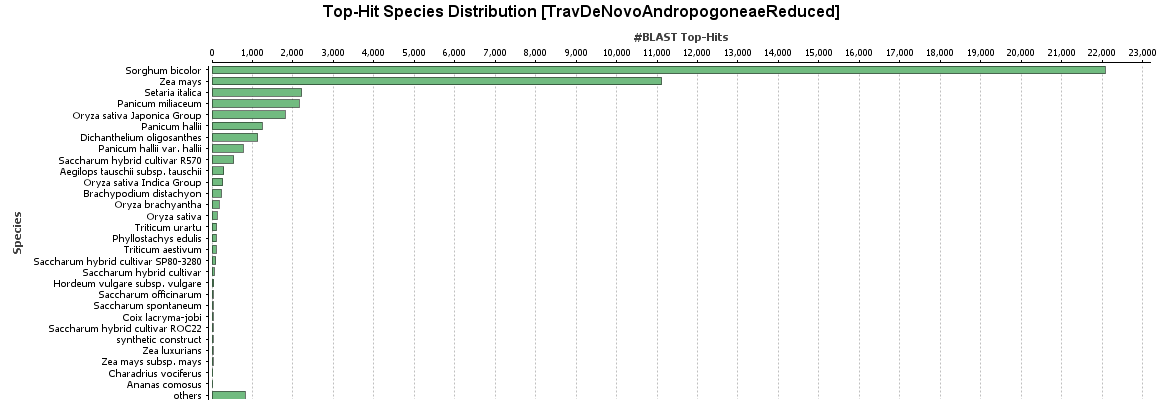 Top-Hit Species Distribution [TravDeNovoAndropogoneaeReduced]
#BLAST Top-Hits
0 1,000 2,000 3,000 4,000 5,000 6,000 7,000 8,000 9,000 10,000 11,000 12,000 13,000 14,000 15,000 16,000 17,000 18,000 19,000 20,000 21,000 22,000 23,000
Species
Sorghum bicolor
Zea mays
Setaria italica
Panicum miliaceum
Oryza sativa Japonica Group
Panicum hallii
Dichanthelium oligosanthes
Panicum hallii var. hallii
Saccharum hybrid cultivar R570
Aegilops tauschii subsp. tauschii
Oryza sativa Indica Group
Brachypodium distachyon
Oryza brachyantha
Oryza sativa
Triticum urartu
Phyllostachys edulis
Triticum aestivum
Saccharum hybrid cultivar SP80-3280
Saccharum hybrid cultivar
Hordeum vulgare subsp. vulgare
Saccharum officinarum
Saccharum spontaneum
Coix lacryma-jobi
Saccharum hybrid cultivar ROC22
synthetic construct
Zea luxurians
Zea mays subsp. mays
Charadrius vociferus
Ananas comosus
others